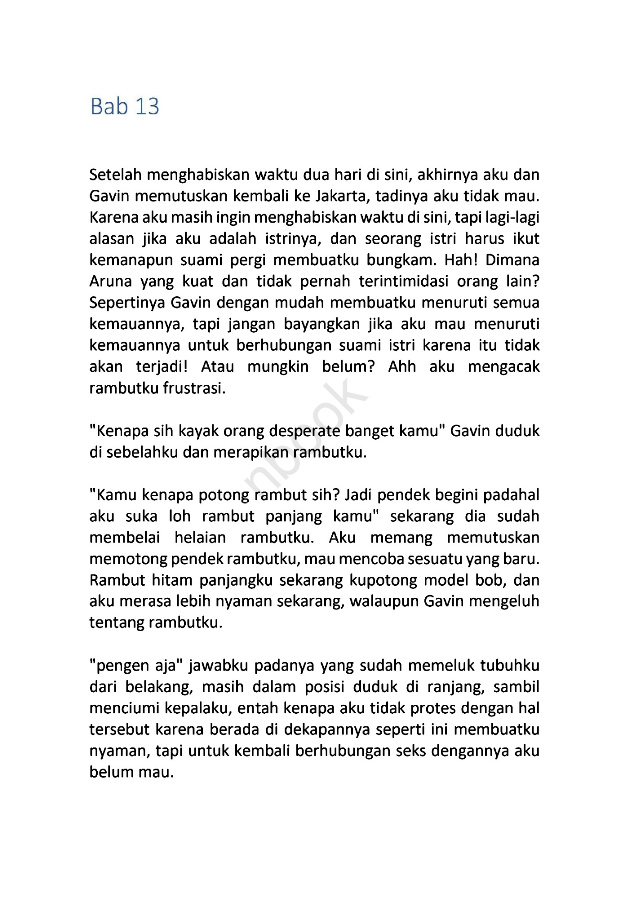 Bab 13
Setelah menghabiskan waktu dua hari di sini, akhirnya aku dan
Gavin memutuskan kembali ke Jakarta, tadinya aku tidak mau.
Karena aku masih ingin menghabiskan waktu di sini, tapi lagi-lagi
alasan jika aku adalah istrinya, dan seorang istri harus ikut
kemanapun suami pergi membuatku bungkam. Hah! Dimana
Aruna yang kuat dan tidak pernah terintimidasi orang lain?
Sepertinya Gavin dengan mudah membuatku menuruti semua
kemauannya, tapi jangan bayangkan jika aku mau menuruti
kemauannya untuk berhubungan suami istri karena itu tidak
akan terjadi! Atau mungkin belum? Ahh aku mengacak
rambutku frustrasi.
"Kenapa sih kayak orang desperate banget kamu" Gavin duduk
di sebelahku dan merapikan rambutku.
"Kamu kenapa potong rambut sih? Jadi pendek begini padahal
aku suka loh rambut panjang kamu" sekarang dia sudah
membelai helaian rambutku. Aku memang memutuskan
memotong pendek rambutku, mau mencoba sesuatu yang baru.
Rambut hitam panjangku sekarang kupotong model bob, dan
aku merasa lebih nyaman sekarang, walaupun Gavin mengeluh
tentang rambutku.
"pengen aja" jawabku padanya yang sudah memeluk tubuhku
dari belakang, masih dalam posisi duduk di ranjang, sambil
menciumi kepalaku, entah kenapa aku tidak protes dengan hal
tersebut karena berada di dekapannya seperti ini membuatku
nyaman, tapi untuk kembali berhubungan seks dengannya aku
belum mau.
nbook